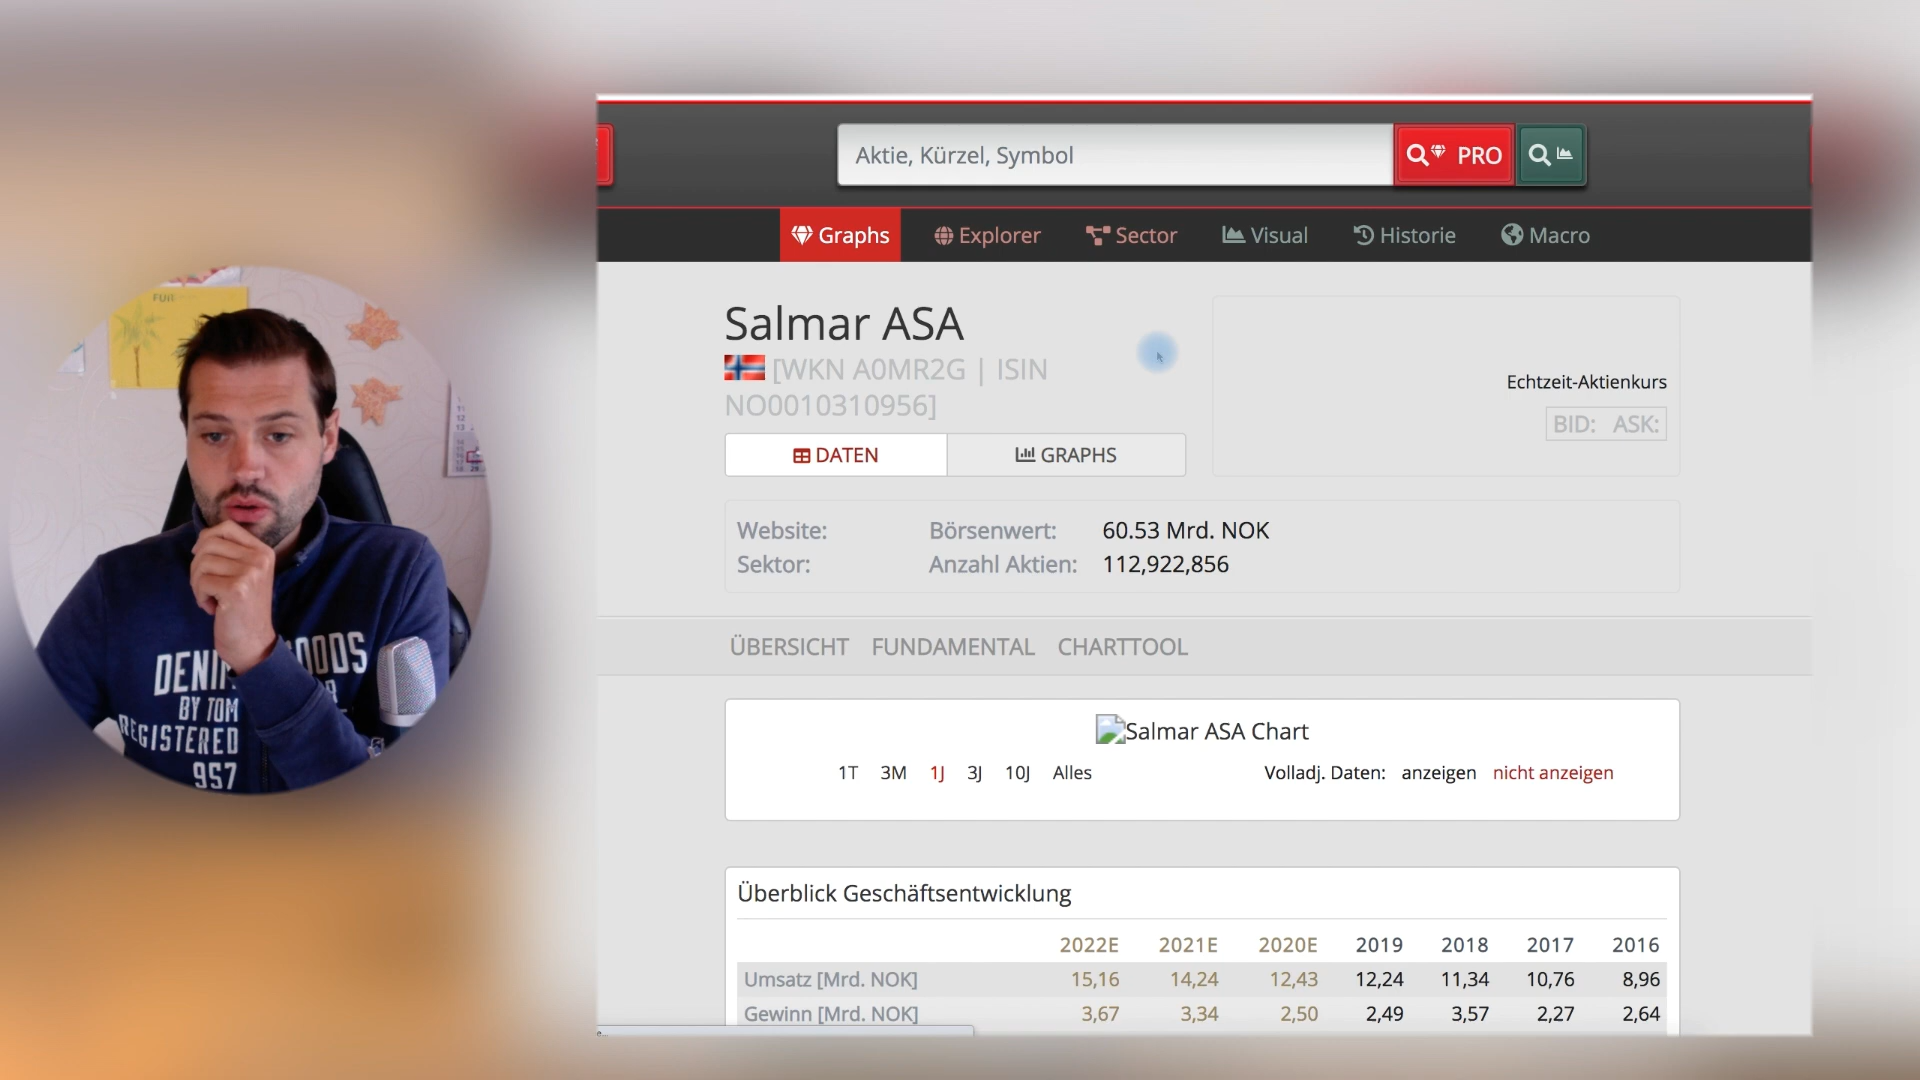 Aktie, Kürzel, Symbol
PRO
Graphs Explorer Sector Visual Historie Macro
Salmar ASA
[WKN A0MR2G | ISIN
NO0010310956]
Echtzeit-Aktienkurs
BID: ASK:
DATEN GRAPHS
Website: Börsenwert: 60.53 Mrd. NOK
Sektor: Anzahl Aktien: 112,922,856
ÜBERSICHT FUNDAMENTAL CHARTTOOL
Salmar ASA Chart
1T 3M 1J 3J 10J Alles Volladj. Daten: anzeigen nicht anzeigen
Überblick Geschäftsentwicklung
2022E 2021E 2020E 2019 2018 2017 2016
Umsatz [Mrd. NOK] 15,16 14,24 12,43 12,24 11,34 10,76 8,96
Gewinn [Mrd. NOK] 3,67 3,34 2,50 2,49 3,57 2,27 2,64
BY TOM
REGISTERED
957